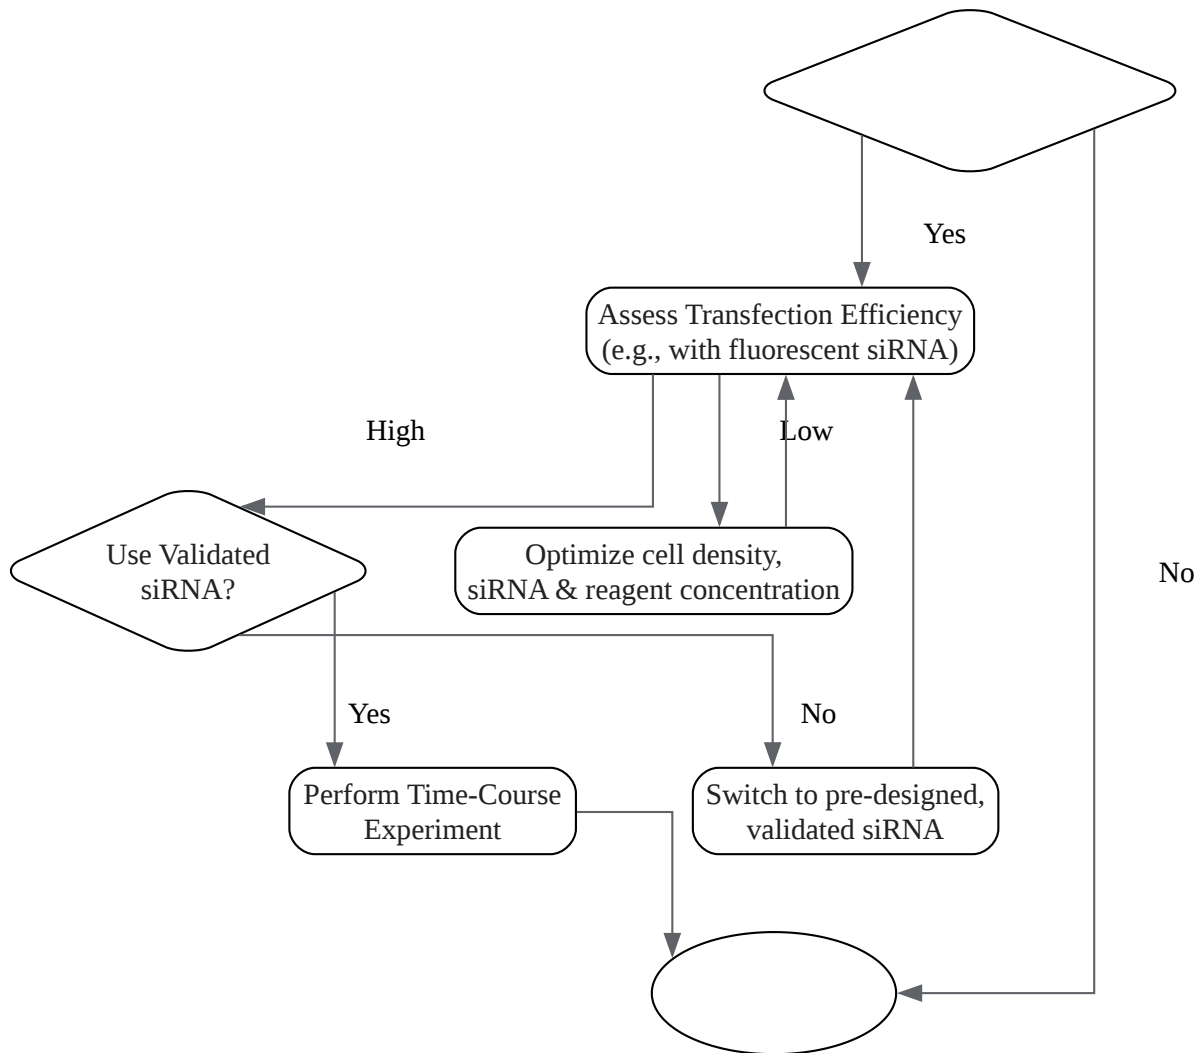 Yes
Assess Transfection Efficiency
(e.g., with fluorescent siRNA)
High
Low
Use Validated
siRNA?
Optimize cell density,
siRNA & reagent concentration
No
Yes
No
Perform Time-Course
Experiment
Switch to pre-designed,
validated siRNA